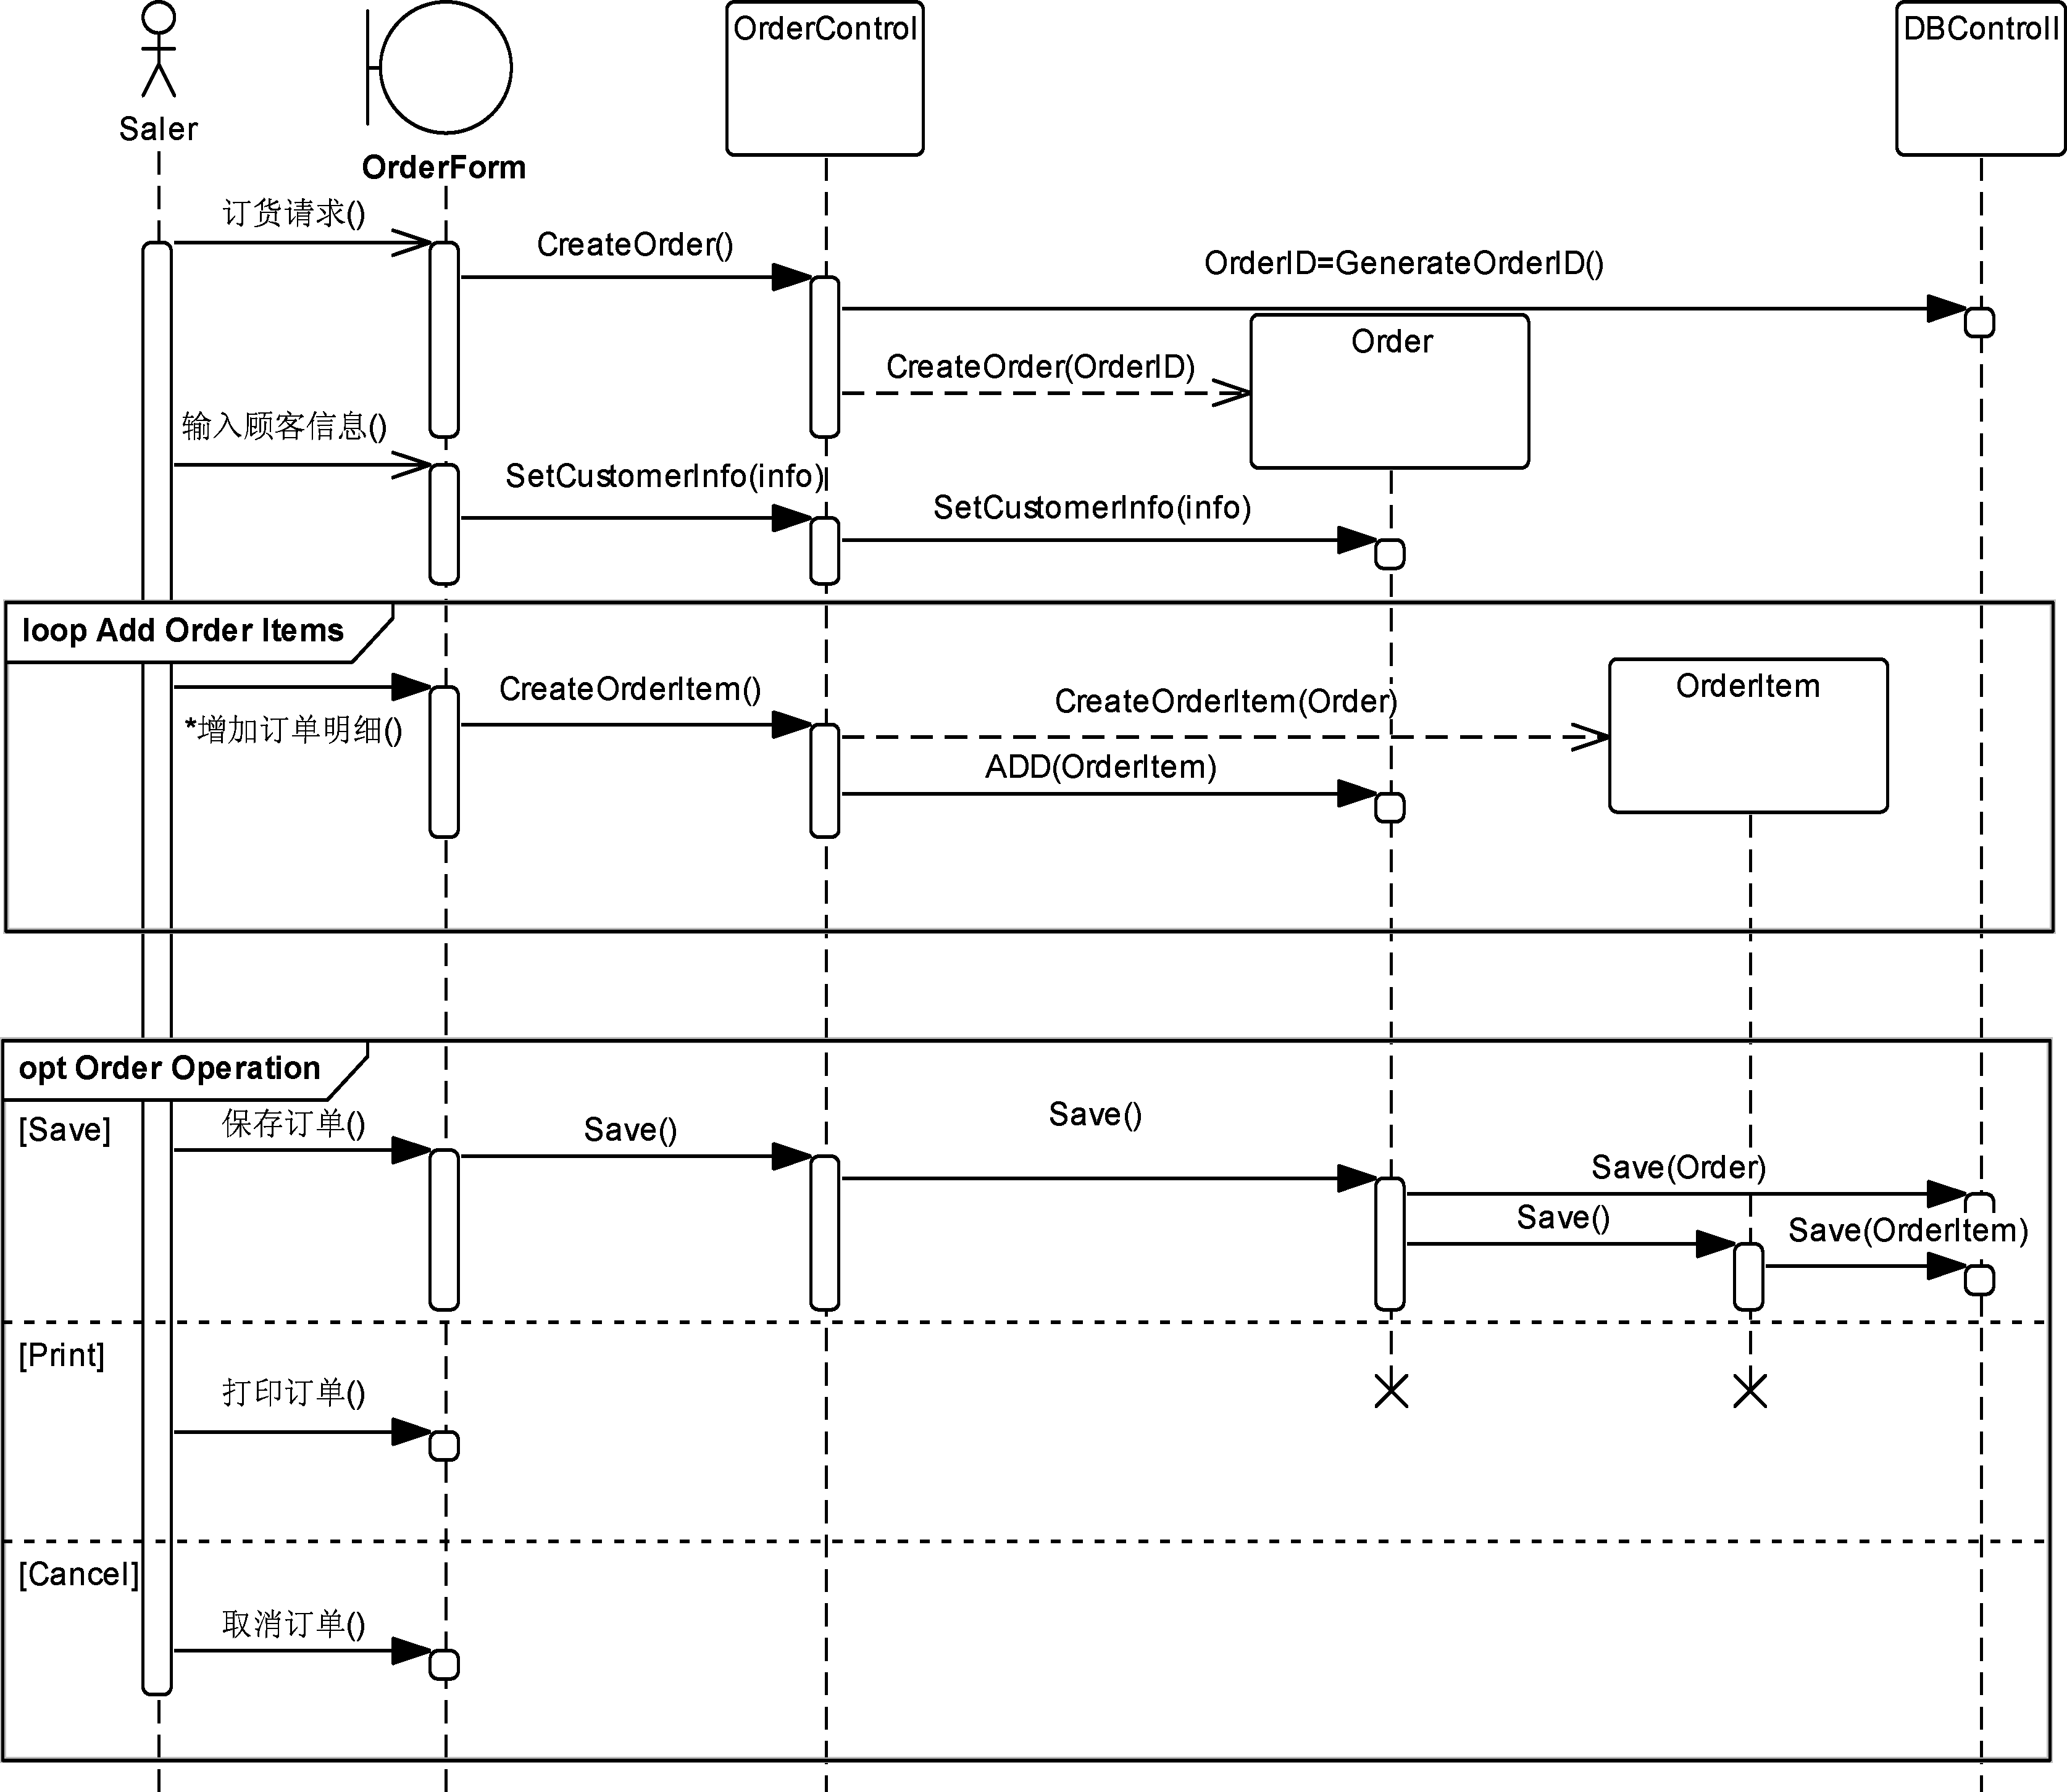 OrderControl
DBControll
Saler
OrderForm
订货请求()
CreateOrder()
OrderID=GenerateOrderID()
Order
CreateOrder(OrderID)
输入顾客信息()
SetCustomerInfo(info)
SetCustomerInfo(info)
loop Add Order Items
CreateOrderItem()
OrderItem
CreateOrderItem(Order)
*增加订单明细()
ADD(OrderItem)
opt Order Operation
[Save]
保存订单()
Save()
Save()
Save(Order)
Save()
Save(OrderItem)
[Print]
打印订单()
[Cancel]
取消订单()